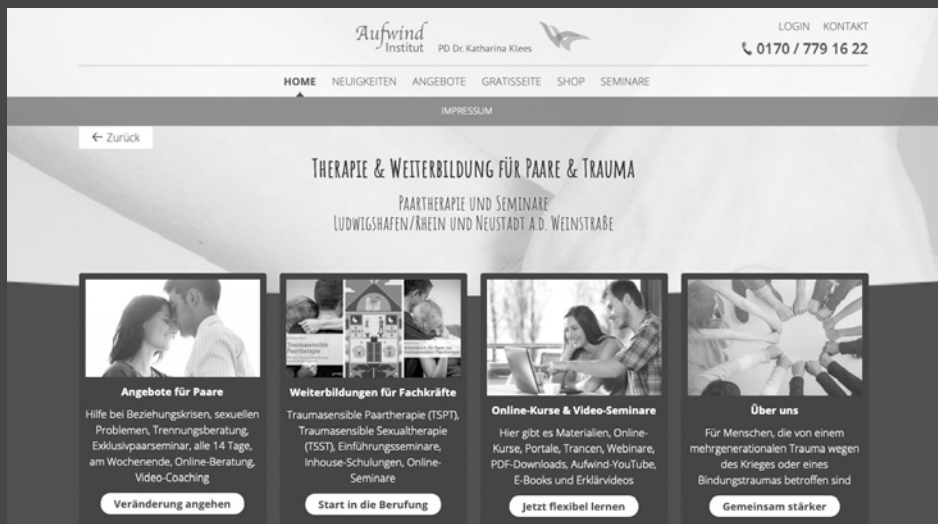 Aufwind
Institut PD Dr. Katharina Klees
LOGIN KONTAKT
0170 / 779 16 22
HOME NEUIGKEITEN ANGEBOTE GRATISSEITE SHOP SEMINARE
IMPRESSUM
← Zurück
Therapie & Weiterbildung für Paare & Trauma
Paartherapie und Seminare
Ludwigshafen/Rhein und Neustadt a.d. Weinstraße
Angebote für Paare
Hilfe bei Beziehungskrisen, sexuellen
Problemen, Trennungsberatung,
Exklusivpaarseminar, alle 14 Tage,
am Wochenende, Online-Beratung,
Video-Coaching
Veränderung angehen
Traumasensible
Paartherapie
Weiterbildungen für Fachkräfte
Traumasensible Paartherapie (TSPT),
Traumasensible Sexualtherapie
(TSST), Einführungsseminare,
Inhouse-Schulungen, Online-
Seminare
Start in die Berufung
Online-Kurse & Video-Seminare
Hier gibt es Materialien, Online-
Kurse, Portale, Trancen, Webinare,
PDF-Downloads, Aufwind-YouTube,
E-Books und Erklärvideos
Jetzt flexibel lernen
Über uns
Für Menschen, die von einem
mehrgenerationalen Trauma wegen
des Krieges oder eines
Bindungstraumas betroffen sind
Gemeinsam stärker